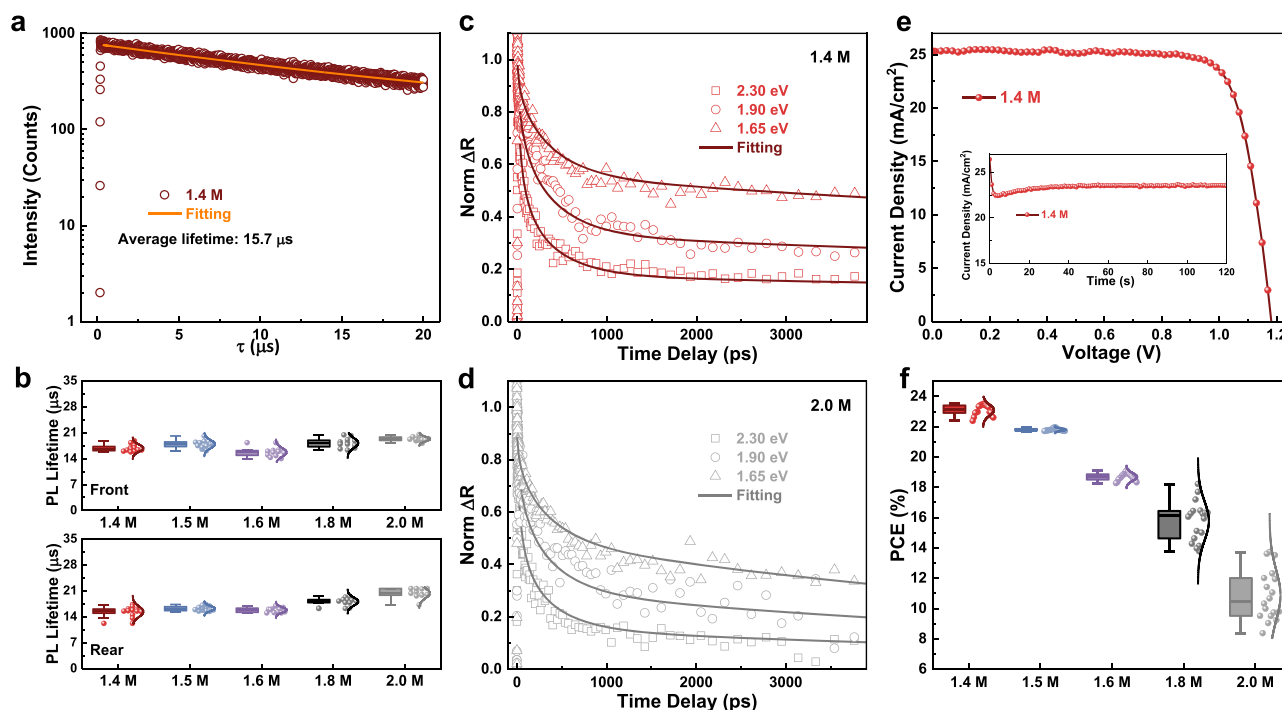 a
1000
100
10
1
Intensity (Counts)
1.4 M
Fitting
Average lifetime: 15.7 μs
0
5
10
15
20
τ (μs)
b
35
28
21
14
7
0
PL Lifetime (μs)
Front
1.4 M
1.5 M
1.6 M
1.8 M
2.0 M
35
28
21
14
7
0
PL Lifetime (μs)
Rear
1.4 M
1.5 M
1.6 M
1.8 M
2.0 M
c
1.4 M
2.30 eV
1.90 eV
1.65 eV
Fitting
1.0
0.8
0.6
0.4
0.2
0.0
Norm ΔR
0
1000
2000
3000
Time Delay (ps)
d
2.0 M
2.30 eV
1.90 eV
1.65 eV
Fitting
1.0
0.8
0.6
0.4
0.2
0.0
Norm ΔR
0
1000
2000
3000
Time Delay (ps)
e
25
20
15
10
5
0
Current Density (mA/cm²)
1.4 M
25
20
15
Current Density (mA/cm²)
1.4 M
0
20
40
60
80
100
120
Time (s)
0.0
0.2
0.4
0.6
0.8
1.0
1.2
Voltage (V)
f
24
22
20
18
16
14
12
10
8
6
PCE (%)
1.4 M
1.5 M
1.6 M
1.8 M
2.0 M